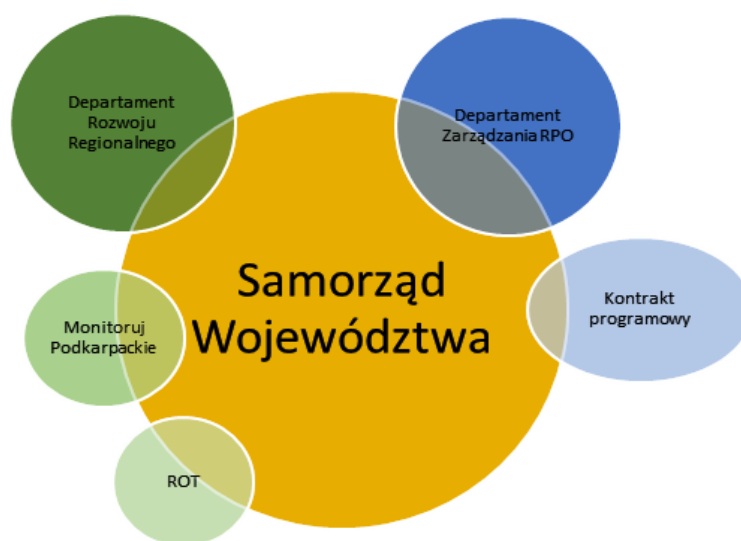 Departament
Rozwoju
Regionalnego
Departament
Zarządzania RPO
Samorząd
Województwa
Kontrakt
programowy
Monitoruj
Podkarpackie
ROT